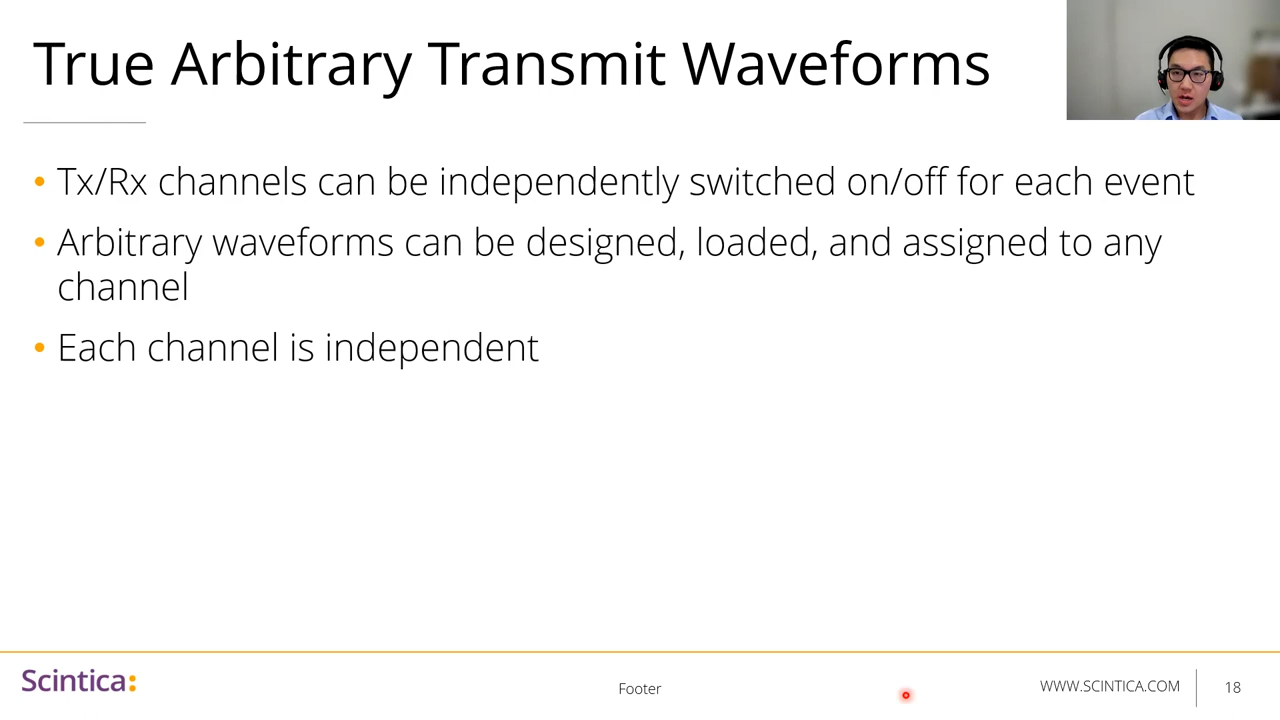 True Arbitrary Transmit Waveforms
• Tx/Rx channels can be independently switched on/off for each event
• Arbitrary waveforms can be designed, loaded, and assigned to any
channel
• Each channel is independent
Scintica:
Footer
WWW.SCINTICA.COM
18